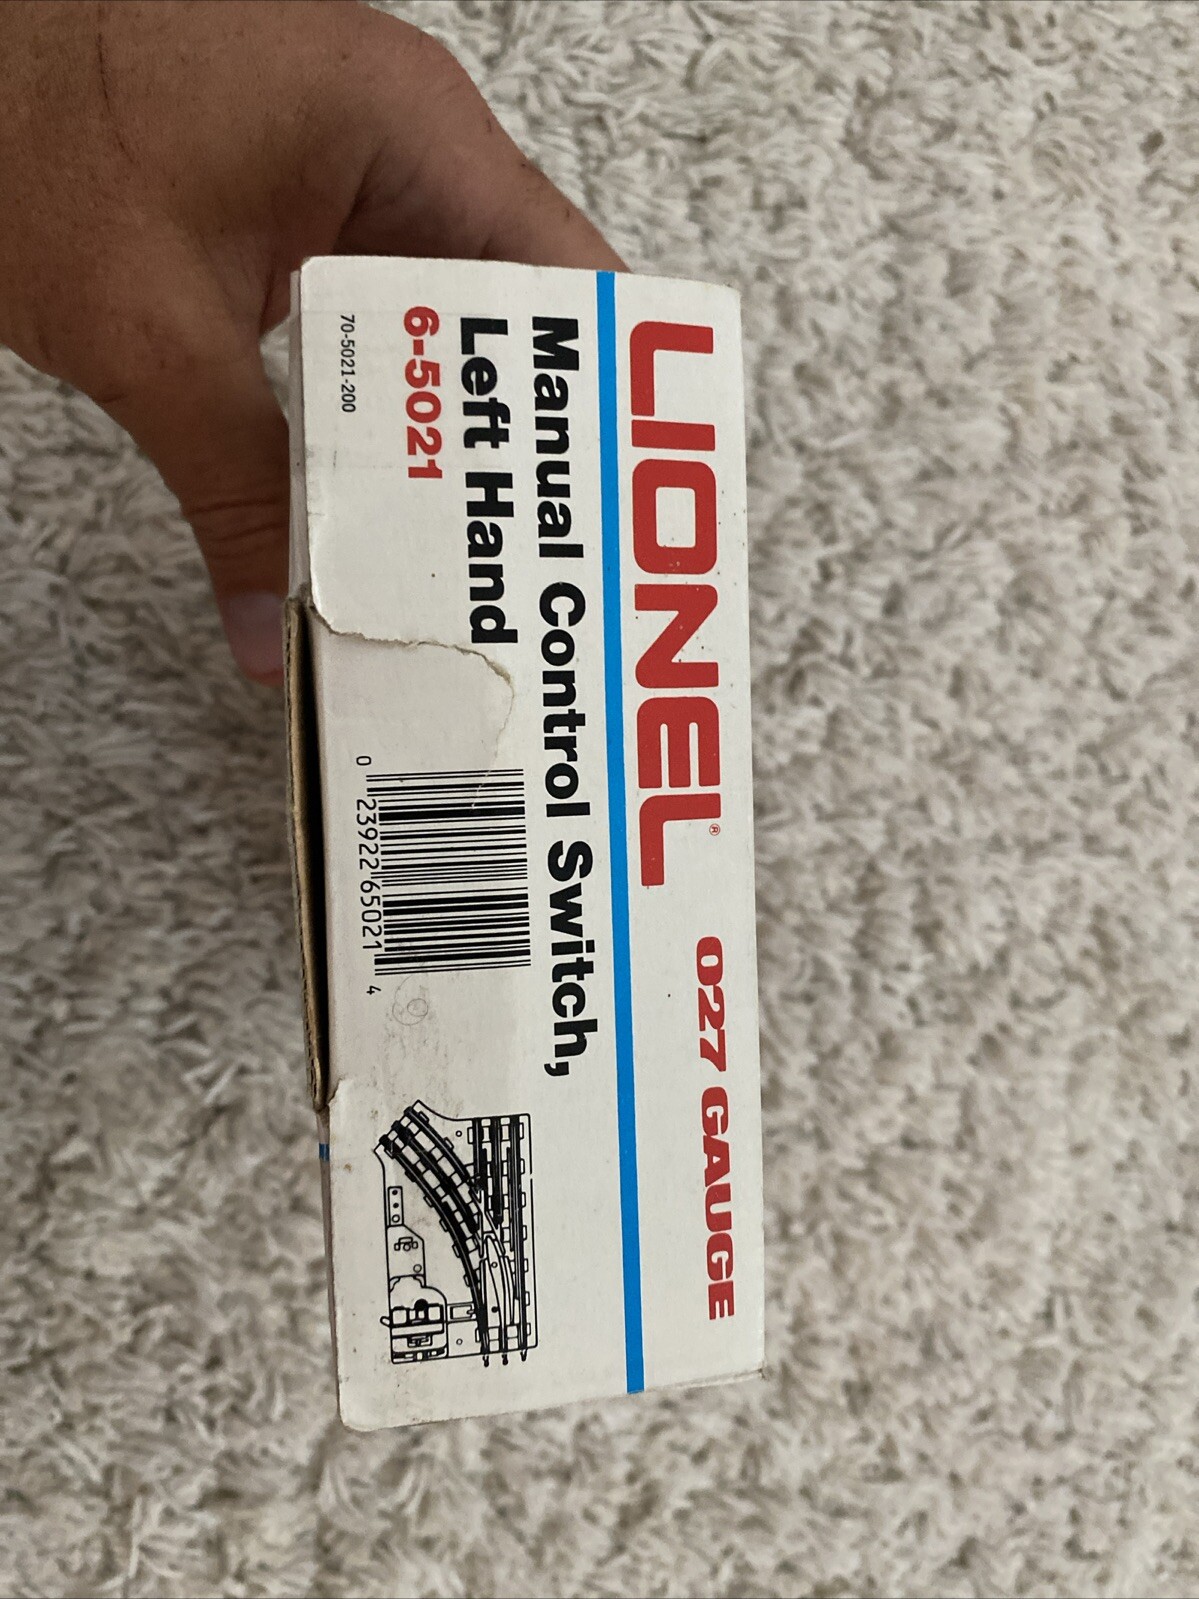 LIONEL® 027 GAUGE
Manual Control Switch,
Left Hand
6-5021
70-5021-200
0 23922 65021 4